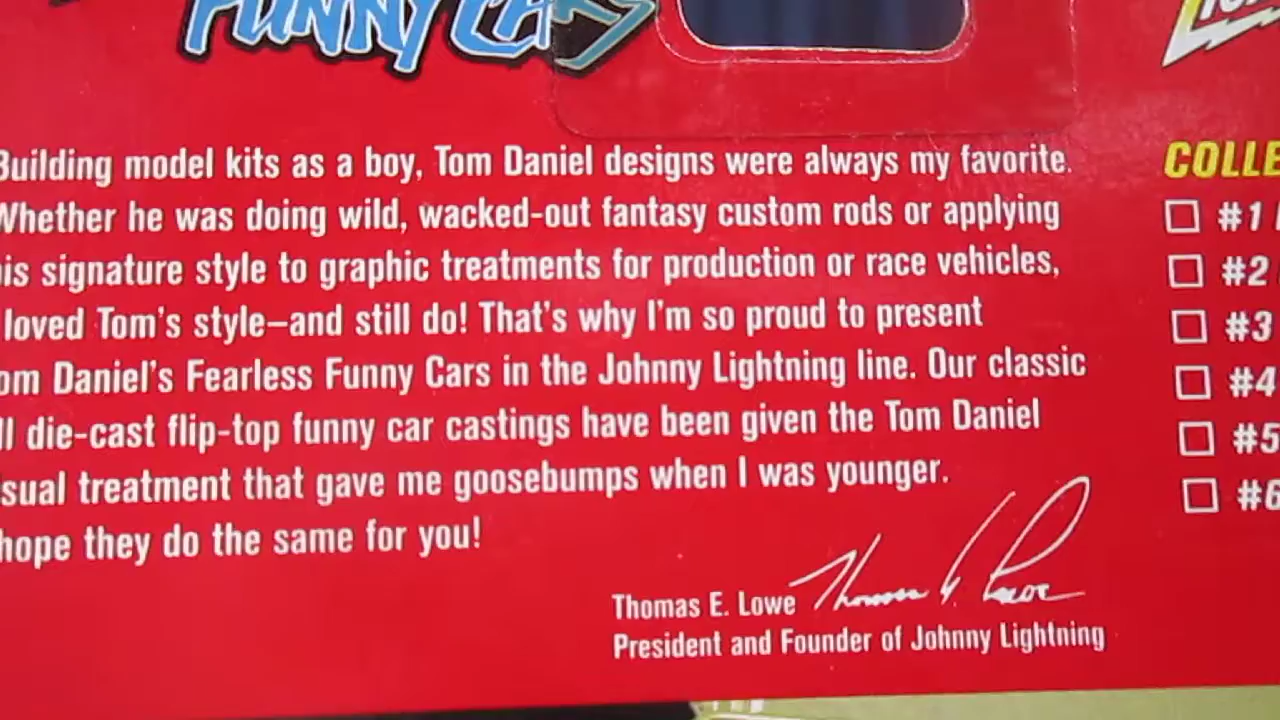 FUNNY CARS
Building model kits as a boy, Tom Daniel designs were always my favorite.
Whether he was doing wild, wacked-out fantasy custom rods or applying
his signature style to graphic treatments for production or race vehicles,
loved Tom's style–and still do! That's why I'm so proud to present
om Daniel's Fearless Funny Cars in the Johnny Lightning line. Our classic
ll die-cast flip-top funny car castings have been given the Tom Daniel
sual treatment that gave me goosebumps when I was younger.
hope they do the same for you!
Thomas E. Lowe
President and Founder of Johnny Lightning
COLLE
#1
#2
#3
#4
#5
#6